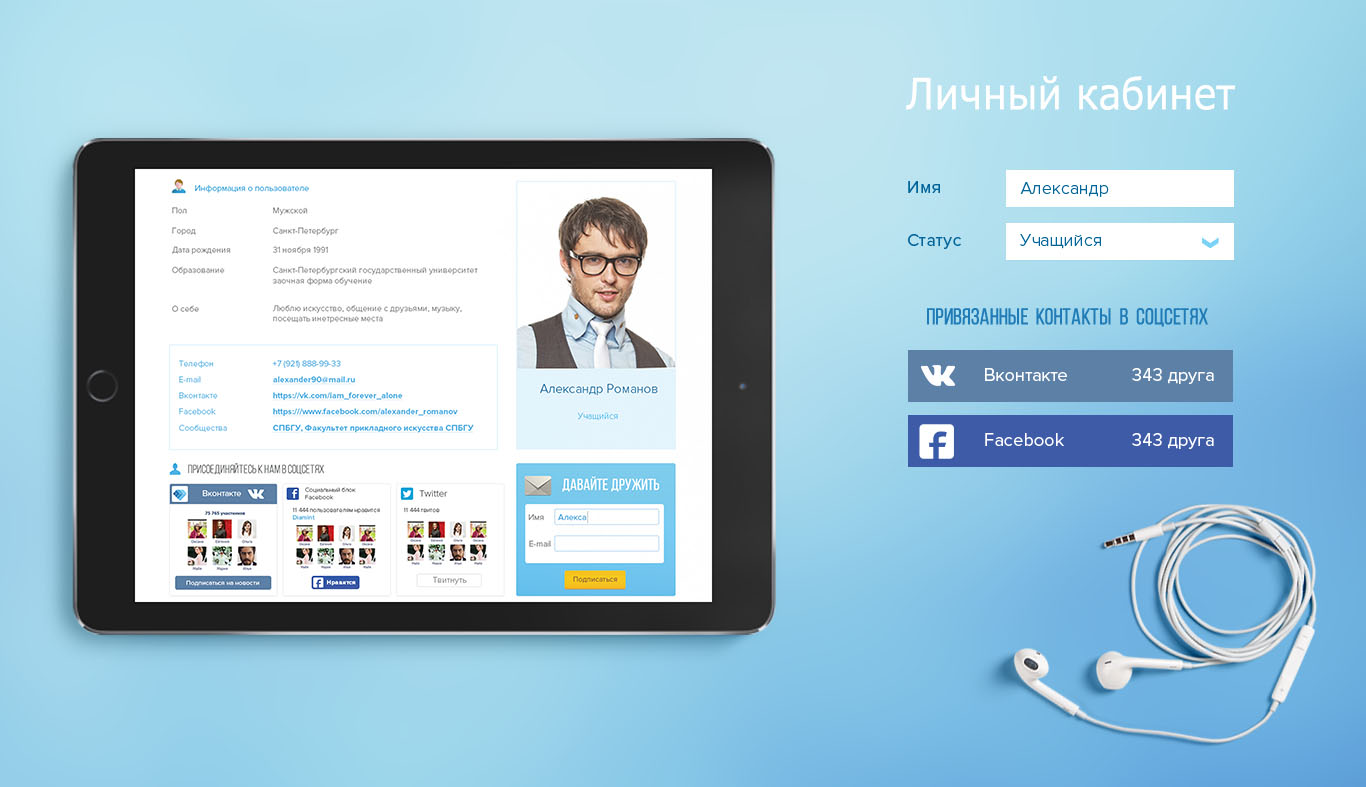 Личный кабинет
Имя
Александр
Статус
Учащийся
ПРИВЯЗАННЫЕ КОНТАКТЫ В СОЦСЕТЯХ
Вконтакте
343 друга
Facebook
343 друга
Информация о пользователе
Пол
Мужской
Город
Санкт-Петербург
Дата рождения
31 ноября 1991
Образование
Санкт-Петербургский государственный университет
заочная форма обучение
О себе
Люблю искусство, общение с друзьями, музыку,
посещать инетресные места
Телефон
+7 (921) 888-99-33
E-mail
alexander90@mail.ru
Вконтакте
https://vk.com/iam_forever_alone
Facebook
https:///www.facebook.com/alexander_romanov
Сообщества
СПБГУ, Факультет прикладного искусства СПБГУ
Александр Романов
Учащийся
ПРИСОЕДИНЯЙТЕСЬ К НАМ В СОЦСЕТЯХ
Вконтакте
75 765 участников
Оксана Евгения Ольга
Майя Мария Илья
Подписаться на новости
Социальный блок
Facebook
11 444 пользователям нравится
Diamint
Нравится
Twitter
11 444 твитов
Твитнуть
ДАВАЙТЕ ДРУЖИТЬ
Имя
Алекса
E-mail
Подписаться